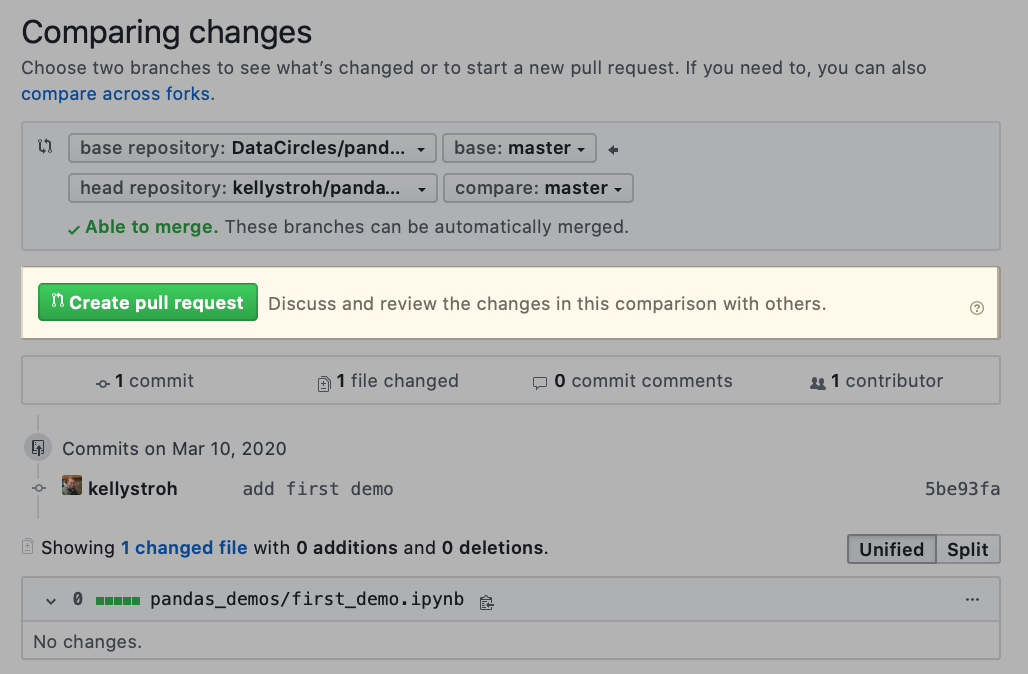 Comparing changes
Choose two branches to see what’s changed or to start a new pull request. If you need to, you can also
compare across forks.
base repository: DataCircles/pand... base: master
head repository: kellystroh/panda... compare: master
Able to merge. These branches can be automatically merged.
Create pull request Discuss and review the changes in this comparison with others. ?
1 commit 1 file changed 0 commit comments 1 contributor
Commits on Mar 10, 2020
kellystroh add first demo 5be93fa
Showing 1 changed file with 0 additions and 0 deletions. Unified Split
0 pandas_demos/first_demo.ipynb ...
No changes.